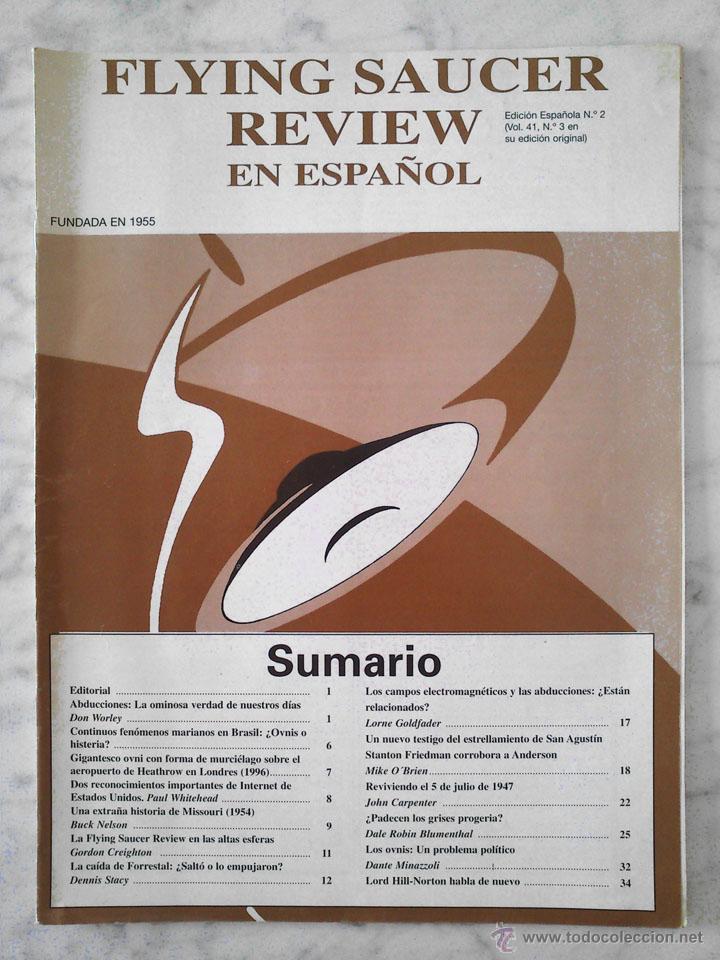 FLYING SAUCER
REVIEW
EN ESPAÑOL
Edición Española N.º 2
(Vol. 41, N.º 3 en
su edición original)
FUNDADA EN 1955
Sumario
Editorial ........ 1
Abducciones: La ominosa verdad de nuestros días
Don Worley ........ 1
Continuos fenómenos marianos en Brasil: ¿Ovnis o
histeria? ........ 6
Gigantesco ovni con forma de murciélago sobre el
aeropuerto de Heathrow en Londres (1996) ........ 7
Dos reconocimientos importantes de Internet de
Estados Unidos. Paul Whitehead ........ 8
Una extraña historia de Missouri (1954)
Buck Nelson ........ 9
La Flying Saucer Review en las altas esferas
Gordon Creighton ........ 11
La caída de Forrestal: ¿Saltó o lo empujaron?
Dennis Stacy ........ 12
Los campos electromagnéticos y las abducciones: ¿Están
relacionados?
Lorne Goldfader ........ 17
Un nuevo testigo del estrellamiento de San Agustín
Stanton Friedman corrobora a Anderson
Mike O´Brien ........ 18
Reviviendo el 5 de julio de 1947
John Carpenter ........ 22
¿Padecen los grises progeria?
Dale Robin Blumenthal ........ 25
Los ovnis: Un problema político
Dante Minazzoli ........ 32
Lord Hill-Norton habla de nuevo ........ 34
© www.todocoleccion.net